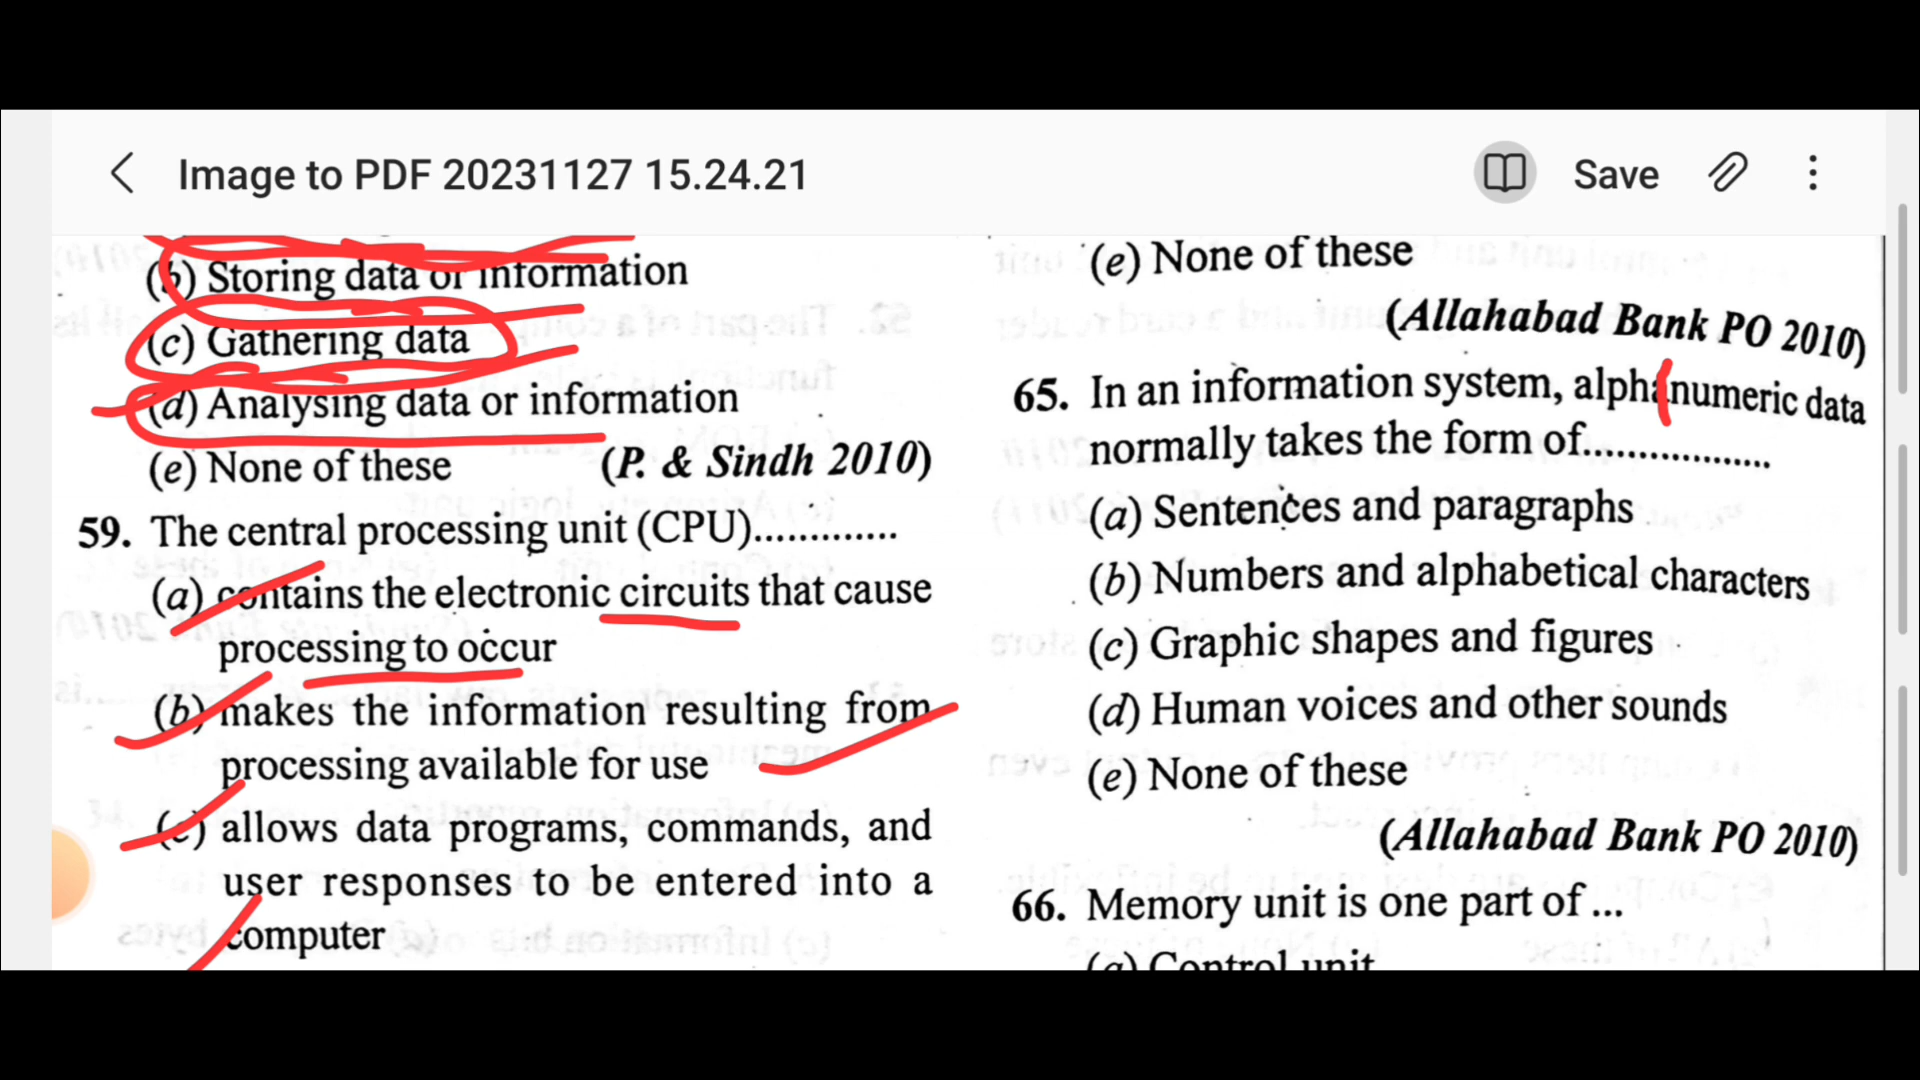 Image to PDF 20231127 15.24.21
Save
(b) Storing data or information
(c) Gathering data
(d) Analysing data or information
(e) None of these (P. & Sindh 2010)
59. The central processing unit (CPU).............
(a) contains the electronic circuits that cause
processing to occur
(b) makes the information resulting from
processing available for use
(c) allows data programs, commands, and
user responses to be entered into a
computer
(e) None of these
(Allahabad Bank PO 2010)
65. In an information system, alphanumeric data
normally takes the form of.................
(a) Sentences and paragraphs
(b) Numbers and alphabetical characters
(c) Graphic shapes and figures
(d) Human voices and other sounds
(e) None of these
(Allahabad Bank PO 2010)
66. Memory unit is one part of ...
(a) Control unit